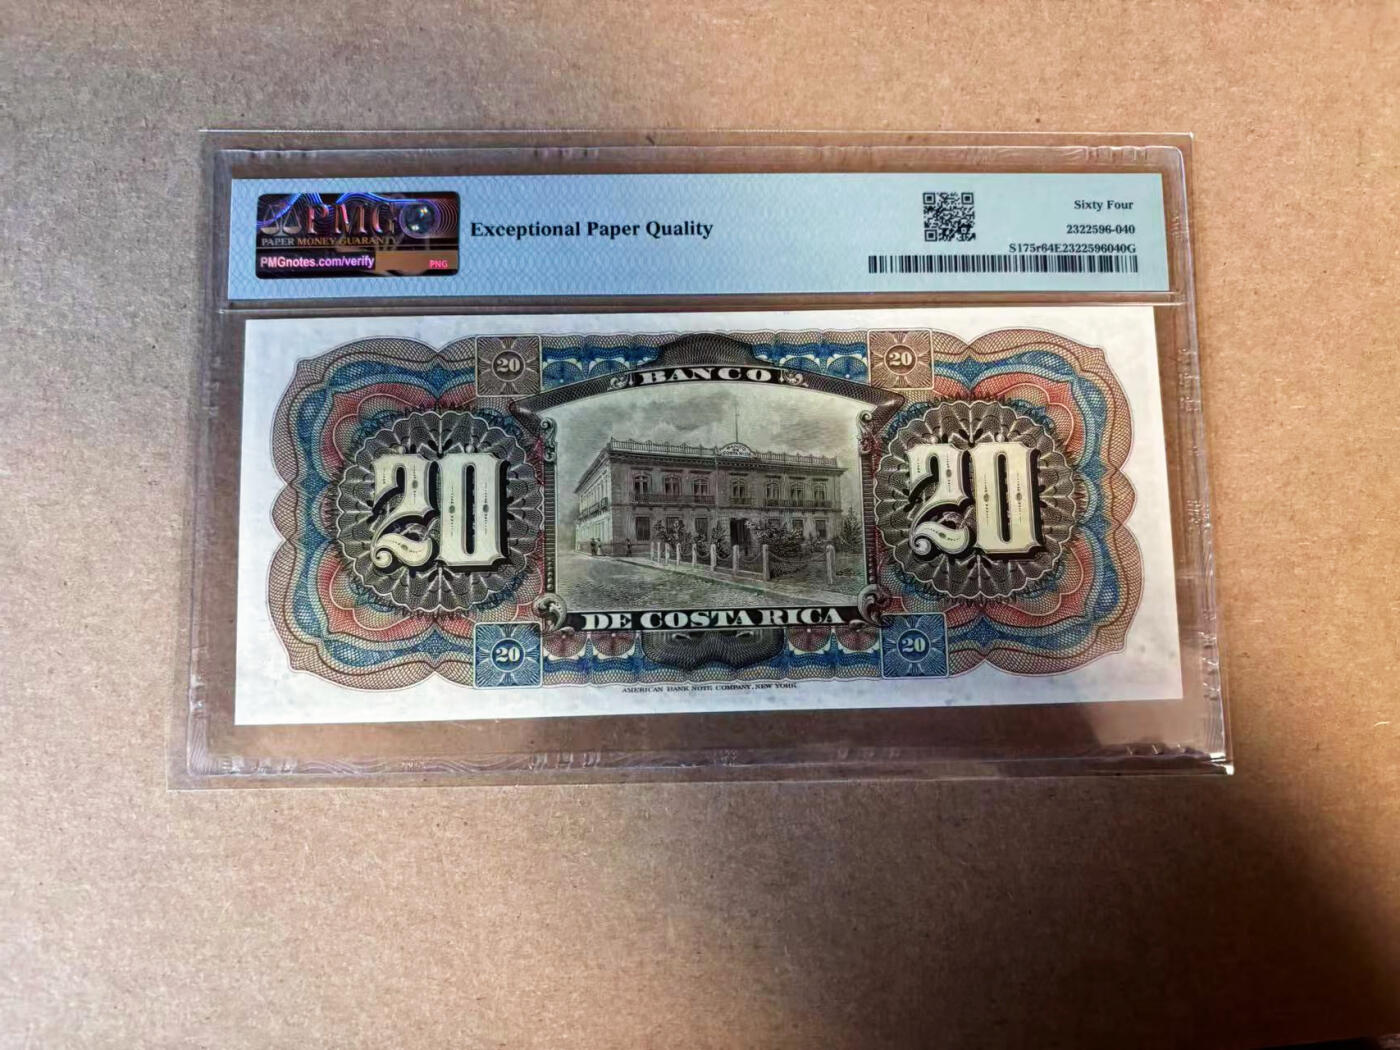 PMG
PAPER MONEY GUARANTY
PMGnotes.com/verify
PNG
Exceptional Paper Quality
Sixty Four
2322596-040
S175r64E2322596040G
20
20
BANCO
20
20
DE COSTA RICA
20
20
AMERICAN BANK NOTE COMPANY, NEW YORK.